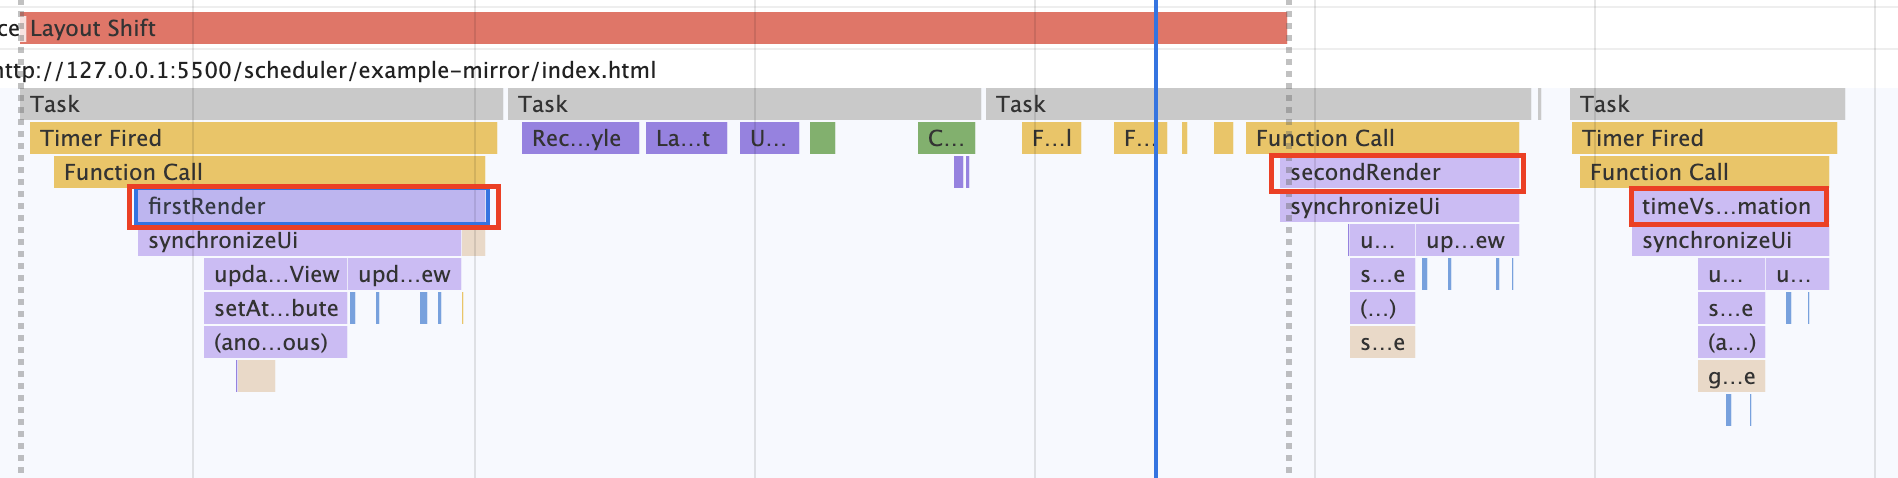 ce Layout Shift
http://127.0.0.1:5500/scheduler/example-mirror/index.html
Task Task Task Task
Timer Fired Rec...yle La...t U... C... F...l F... Function Call Timer Fired
Function Call secondRender Function Call
firstRender synchronizeUi timeVs...mation
synchronizeUi u... up...ew synchronizeUi
upda...View upd...ew s...e u... u...
setAt...bute (...) s...e
(ano...ous) s...e (a...)
g...e